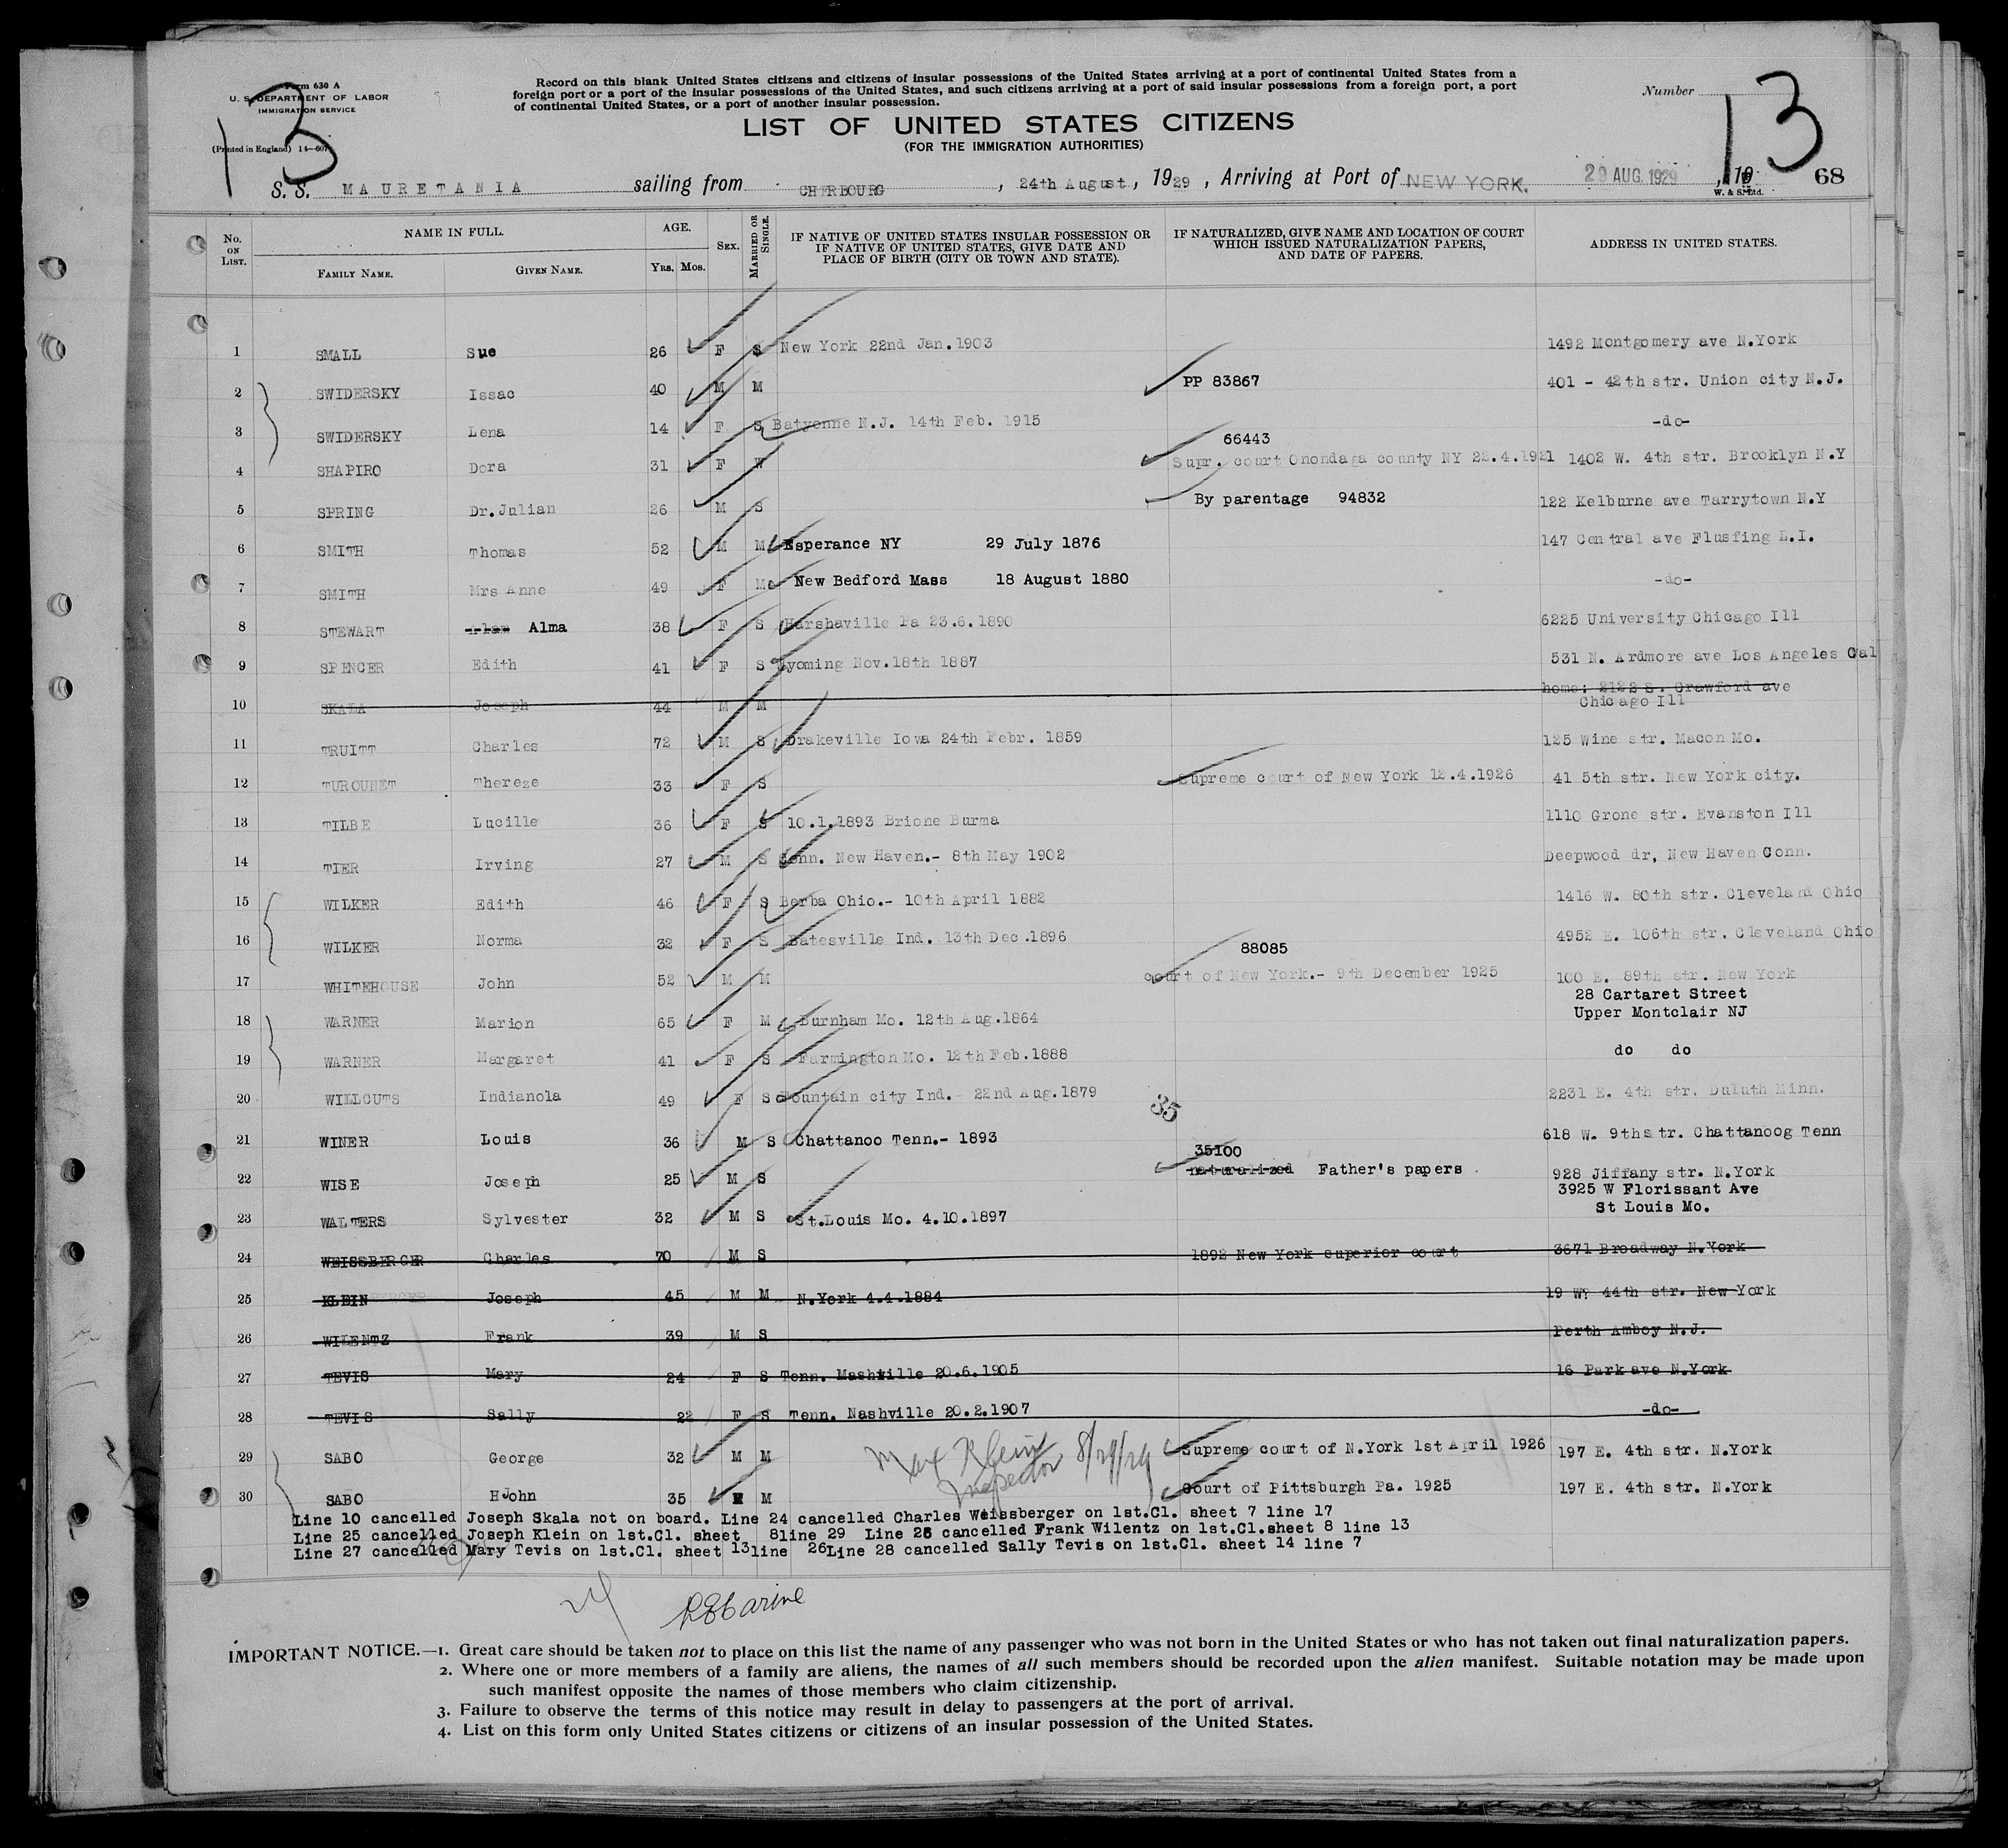 Form 630 A
U. S. DEPARTMENT OF LABOR
IMMIGRATION SERVICE
(Printed in England) 14—607
13
Record on this blank United States citizens and citizens of insular possessions of the United States arriving at a port of continental United States from a
foreign port or a port of the insular possessions of the United States, and such citizens arriving at a port of said insular possessions from a foreign port, a port
of continental United States, or a port of another insular possession.
Number
13
LIST OF UNITED STATES CITIZENS
(FOR THE IMMIGRATION AUTHORITIES)
S.S. MAURETANIA sailing from CHERBOURG, 24th August, 1929, Arriving at Port of NEW YORK. 29 AUG. 1929, 19
W. & S. Ltd.
68
No. ON LIST. NAME IN FULL. FAMILY NAME. GIVEN NAME. AGE. YRS. MOS. SEX. MARRIED OR SINGLE. IF NATIVE OF UNITED STATES INSULAR POSSESSION OR IF NATIVE OF UNITED STATES, GIVE DATE AND PLACE OF BIRTH (CITY OR TOWN AND STATE). IF NATURALIZED, GIVE NAME AND LOCATION OF COURT WHICH ISSUED NATURALIZATION PAPERS, AND DATE OF PAPERS. ADDRESS IN UNITED STATES.
1 SMALL Sue 26 F S New York 22nd Jan.1903 1492 Montgomery ave N.York
2 SWIDERSKY Issac 40 M M PP 83867 401 - 42th str. Union city N.J.
3 SWIDERSKY Lena 14 F S Batyonne N.J. 14th Feb. 1915 -do-
66443
4 SHAPIRO Dora 31 F W Supr. court Onondaga county NY 22.4.1921 1402 W. 4th str. Brooklyn N.Y
5 SPRING Dr.Julian 26 M S By parentage 94832 122 Kelburne ave Tarrytown N.Y
6 SMITH Thomas 52 M M Esperance NY 29 July 1876 147 Central ave Flusfing L.I.
7 SMITH Mrs Anne 49 F M New Bedford Mass 18 August 1880 -do-
8 STEWART Alma 38 F S Harshaville Pa 23.6.1890 6225 University Chicago Ill
9 SPENCER Edith 41 F S Wyoming Nov.18th 1887 531 N. Ardmore ave Los Angeles Cal
home: 2122 S. Crawford ave
10 SKALA Joseph 44 M M Chicago Ill
11 TRUITT Charles 72 M S Drakeville Iowa 24th Febr. 1859 125 Wine str. Macon Mo.
12 TUROUNET Thereze 33 F S Supreme court of New York 12.4.1926 41 5th str. New York city.
13 TILBE Lucille 36 F S 10.1.1893 Brione Burma 1110 Grone str. Evanston Ill
14 TIER Irving 27 M S Conn. New Haven.- 8th May 1902 Deepwood dr, New Haven Conn.
15 WILKER Edith 46 F S Berba Ohio.- 10th April 1882 1416 W. 80th str. Cleveland Ohio
16 WILKER Norma 32 F S Batesville Ind. 13th Dec.1896 4952 E. 106th str. Cleveland Ohio
88085
17 WHITEHOUSE John 52 M M court of New York.- 9th December 1925 100 E. 89th str. New York
28 Cartaret Street
18 WARNER Marion 65 F M Burnham Mo. 12th Aug.1864 Upper Montclair NJ
19 WARNER Margaret 41 F S Farmington Mo. 12th Feb.1888 do do
20 WILLCUTS Indianola 49 F S Fountain city Ind. 22nd Aug.1879 2231 E. 4th str. Duluth Minn.
35
21 WINER Louis 36 M S Chattanoo Tenn.- 1893 618 W. 9thstr. Chattanoog Tenn
35100
22 WISE Joseph 25 M S naturalized Father's papers 928 Jiffany str. N.York
3925 W Florissant Ave
23 WALTERS Sylvester 32 M S St.Louis Mo. 4.10.1897 St Louis Mo.
24 WEISSBERGER Charles 70 M S 1892 New York superior court 3671 Broadway N.York
25 KLEIN Joseph 45 M M N.York 4.4.1884 19 W. 44th str. New York
26 WILENTZ Frank 39 M S Perth Amboy N.J.
27 TEVIS Mary 24 F S Tenn. Mashville 20.6.1905 16 Park ave N.York
28 TEVIS Sally 22 F S Tenn. Nashville 20.2.1907 -do-
29 SABO George 32 M M Supreme court of N.York 1st April 1926 197 E. 4th str. N.York
Max Klein 8/29/29
Inspector
30 SABO HJohn 35 M M Court of Pittsburgh Pa. 1925 197 E. 4th str. N.York
Line 10 cancelled Joseph Skala not on board. Line 24 cancelled Charles Weissberger on 1st.Cl. sheet 7 line 17
Line 25 cancelled Joseph Klein on 1st.Cl. sheet 8line 29 Line 26 cancelled Frank Wilentz on 1st.Cl.sheet 8 line 13
Line 27 cancelled Mary Tevis on 1st.Cl. sheet 13line 26Line 28 cancelled Sally Tevis on 1st.Cl. sheet 14 line 7
IMPORTANT NOTICE.—1. Great care should be taken not to place on this list the name of any passenger who was not born in the United States or who has not taken out final naturalization papers.
2. Where one or more members of a family are aliens, the names of all such members should be recorded upon the alien manifest. Suitable notation may be made upon
such manifest opposite the names of those members who claim citizenship.
3. Failure to observe the terms of this notice may result in delay to passengers at the port of arrival.
4. List on this form only United States citizens or citizens of an insular possession of the United States.